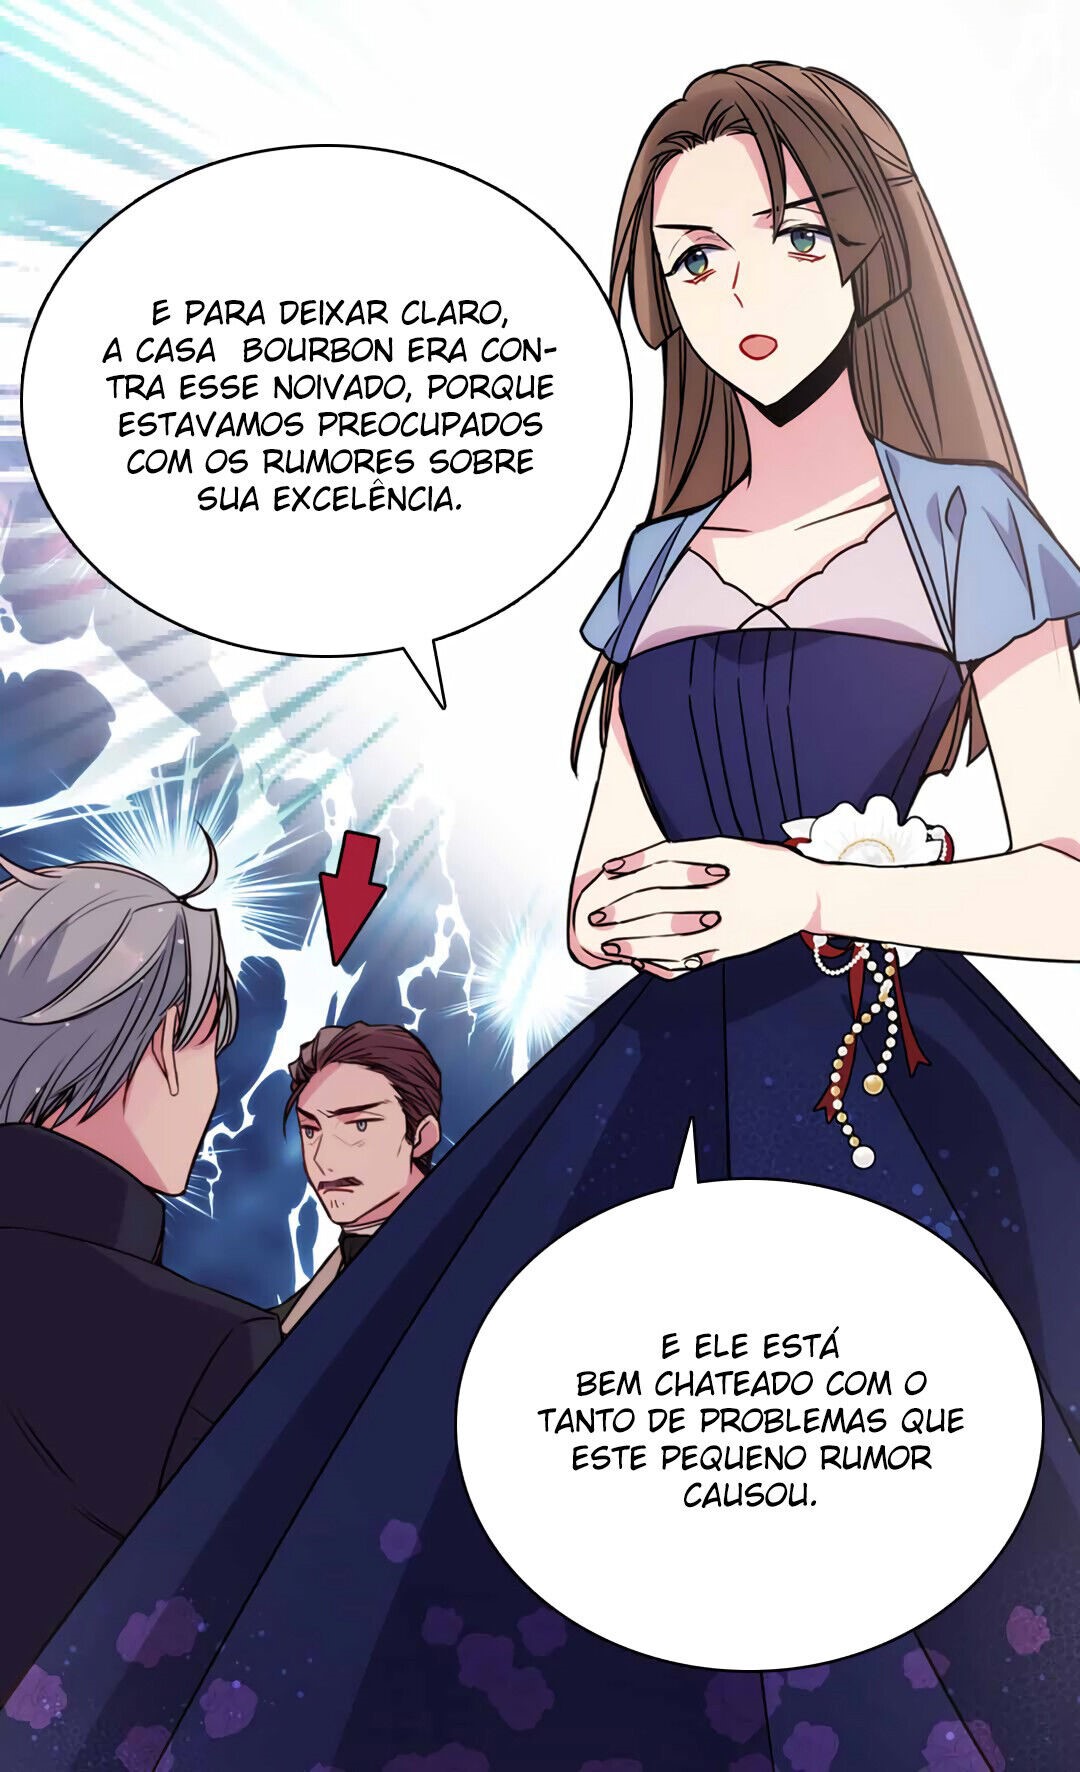 E PARA DEIXAR CLARO,
A CASA BOURBON ERA CON-
TRA ESSE NOIVADO, PORQUE
ESTAVAMOS PREOCUPADOS
COM OS RUMORES SOBRE
SUA EXCELÊNCIA.
E ELE ESTÁ
BEM CHATEADO COM O
TANTO DE PROBLEMAS QUE
ESTE PEQUENO RUMOR
CAUSOU.